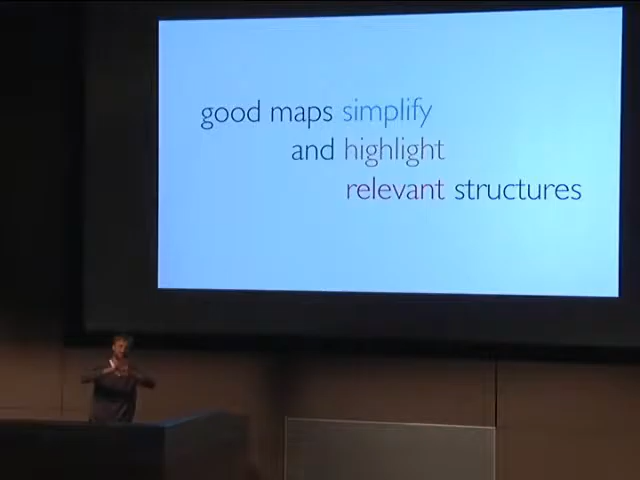 good maps simplify
and highlight
relevant structures